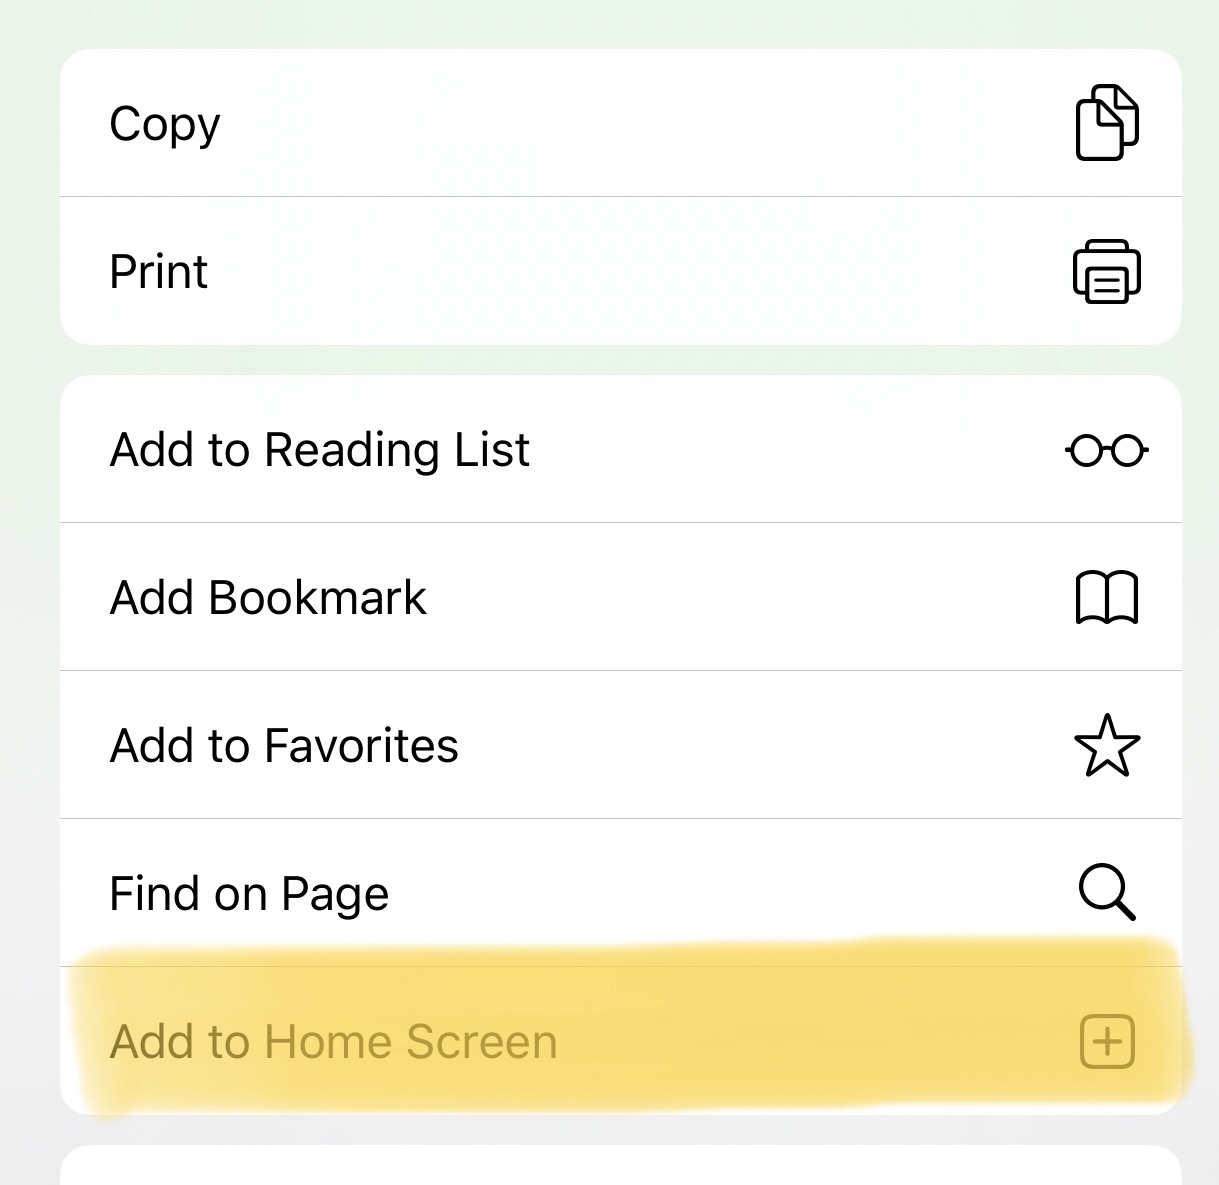 Copy
Print
Add to Reading List
Add Bookmark
Add to Favorites
Find on Page
Add to Home Screen